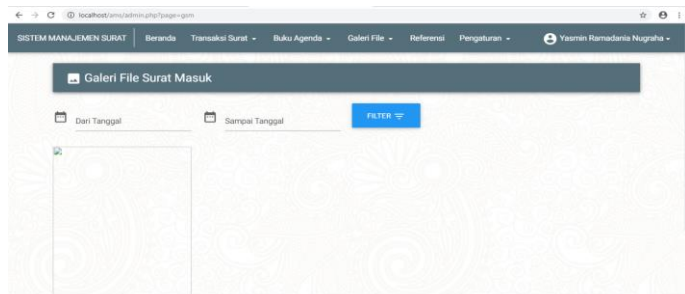 localhost/ams/admin.php?page=gsm
SISTEM MANAJEMEN SURAT Beranda Transaksi Surat Buku Agenda Galeri File Referensi Pengaturan Yasmin Ramadania Nugraha
Galeri File Surat Masuk
Dari Tanggal Sampai Tanggal FILTER